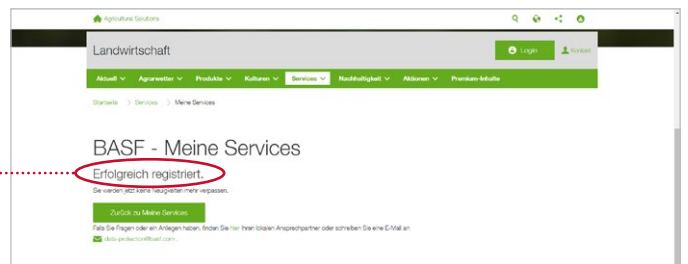 Agricultural Solutions
Landwirtschaft
Login
Kontakt
Aktuell Agrarwetter Produkte Kulturen Services Nachhaltigkeit Aktionen Premium-Inhalte
Startseite > Services > Meine Services
BASF - Meine Services
Erfolgreich registriert.
Sie werden jetzt keine Neuigkeiten mehr verpassen.
Zurück zu Meine Services
Falls Sie Fragen oder ein Anliegen haben, finden Sie hier Ihren lokalen Ansprechpartner oder schreiben Sie eine E-Mail an
data-protection@basf.com .